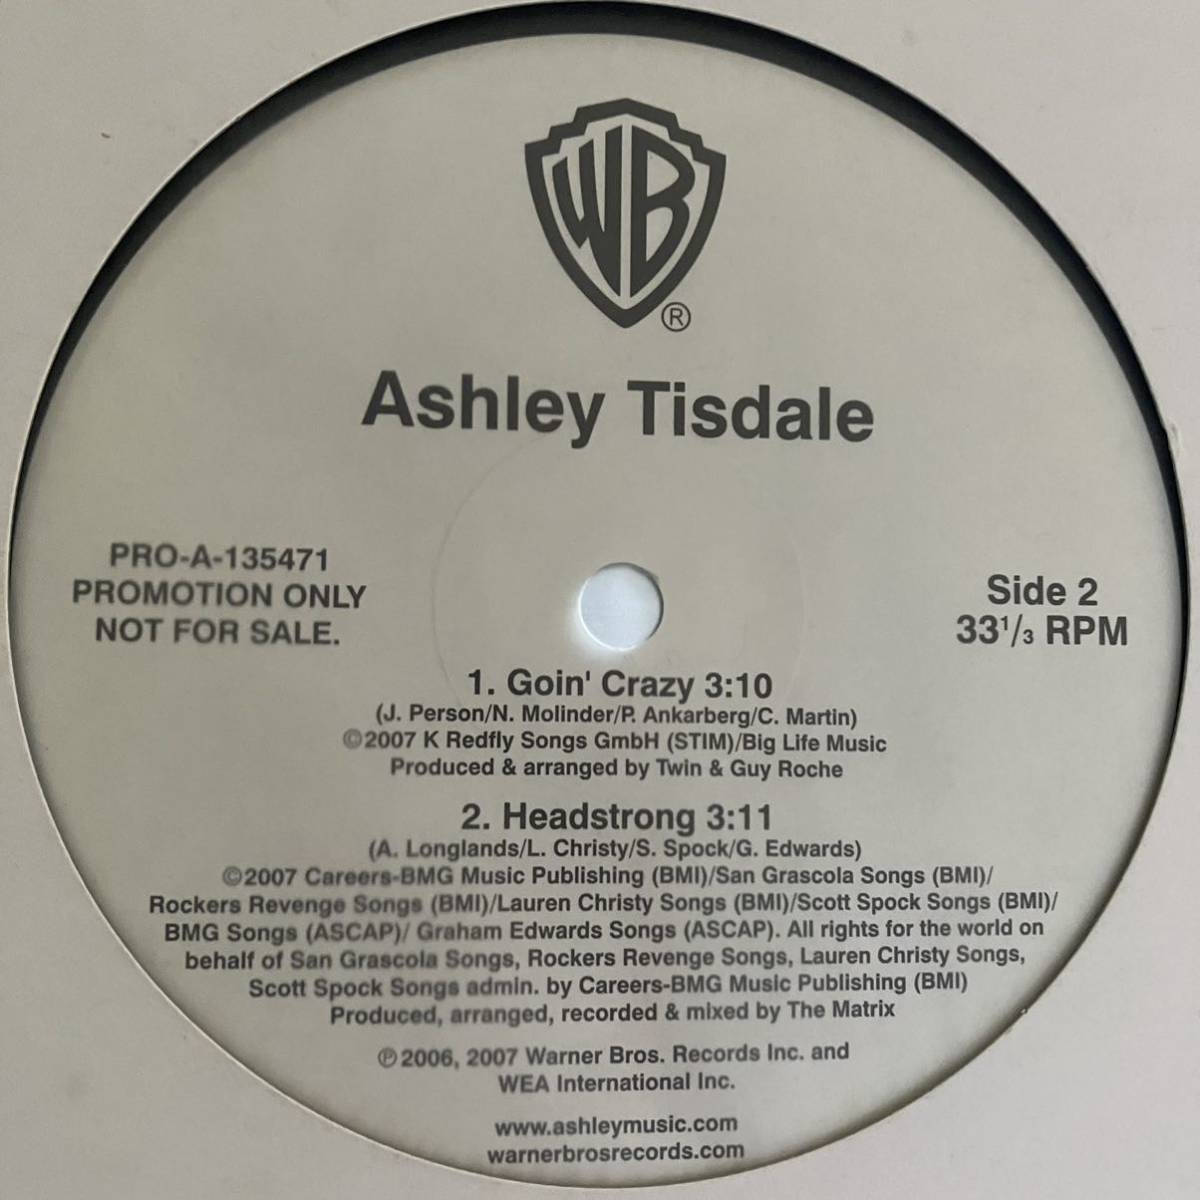 WB
®
Ashley Tisdale
PRO-A-135471
PROMOTION ONLY
NOT FOR SALE.
Side 2
33 1/3 RPM
1. Goin' Crazy 3:10
(J. Person/N. Molinder/P. Ankarberg/C. Martin)
©2007 K Redfly Songs GmbH (STIM)/Big Life Music
Produced & arranged by Twin & Guy Roche
2. Headstrong 3:11
(A. Longlands/L. Christy/S. Spock/G. Edwards)
©2007 Careers-BMG Music Publishing (BMI)/San Grascola Songs (BMI)/
Rockers Revenge Songs (BMI)/Lauren Christy Songs (BMI)/Scott Spock Songs (BMI)/
BMG Songs (ASCAP)/ Graham Edwards Songs (ASCAP). All rights for the world on
behalf of San Grascola Songs, Rockers Revenge Songs, Lauren Christy Songs,
Scott Spock Songs admin. by Careers-BMG Music Publishing (BMI)
Produced, arranged, recorded & mixed by The Matrix
℗2006, 2007 Warner Bros. Records Inc. and
WEA International Inc.
www.ashleymusic.com
warnerbrosrecords.com